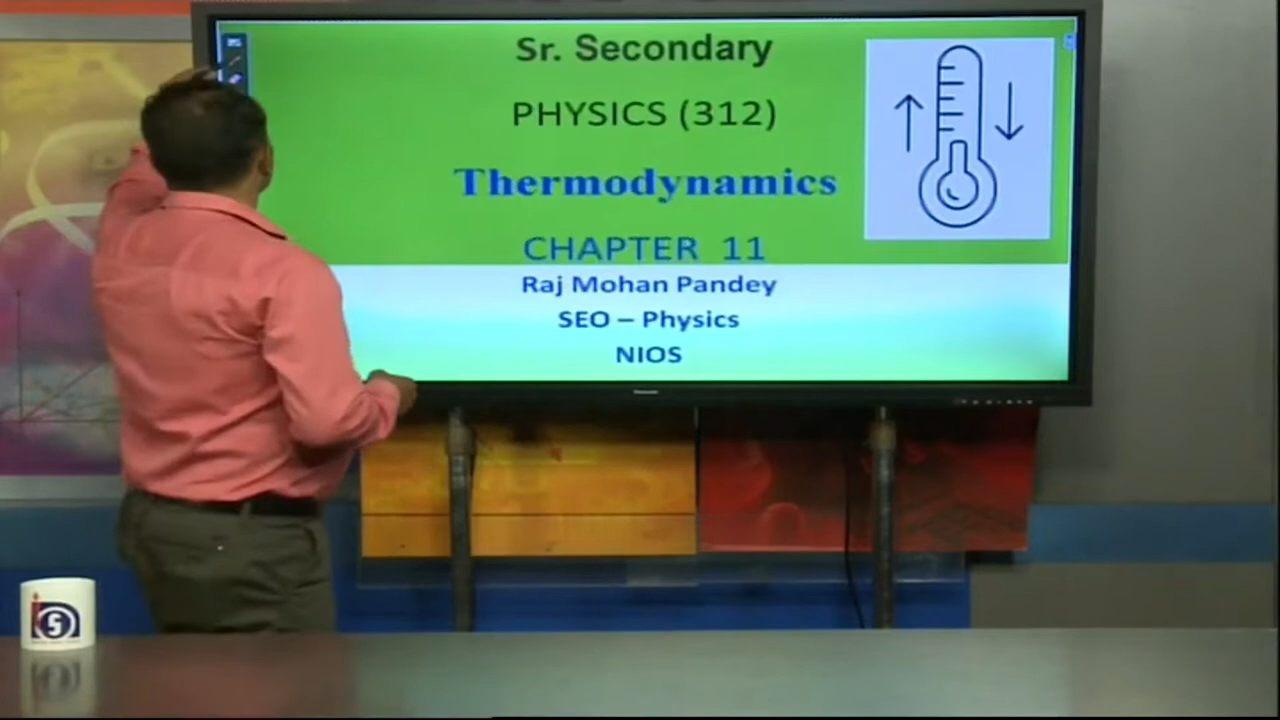 Sr. Secondary
PHYSICS (312)
Thermodynamics
CHAPTER 11
Raj Mohan Pandey
SEO – Physics
NIOS